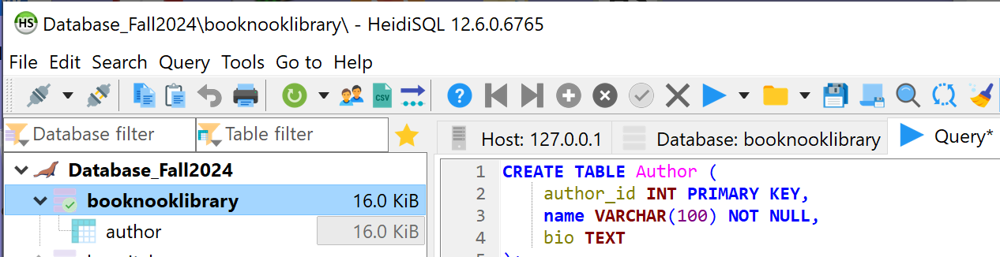 HS Database_Fall2024\booknooklibrary\ - HeidiSQL 12.6.0.6765
File Edit Search Query Tools Go to Help
CSV
Database filter Table filter
Host: 127.0.0.1 Database: booknooklibrary Query*
Database_Fall2024
booknooklibrary 16.0 KiB
author 16.0 KiB
1 CREATE TABLE Author (
2 author_id INT PRIMARY KEY,
3 name VARCHAR(100) NOT NULL,
4 bio TEXT